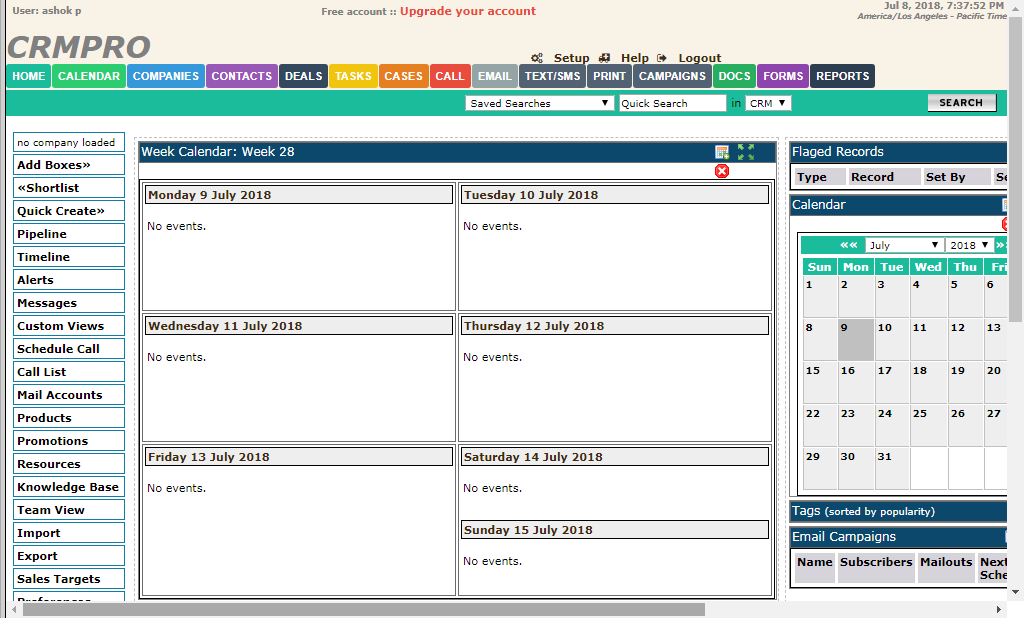 User: ashok p
Free account :: Upgrade your account
Jul 8, 2018, 7:37:52 PM
America/Los Angeles - Pacific Time
CRMPRO
Setup Help Logout
HOME CALENDAR COMPANIES CONTACTS DEALS TASKS CASES CALL EMAIL TEXT/SMS PRINT CAMPAIGNS DOCS FORMS REPORTS
Saved Searches Quick Search in CRM SEARCH
no company loaded
Add Boxes»
«Shortlist
Quick Create»
Pipeline
Timeline
Alerts
Messages
Custom Views
Schedule Call
Call List
Mail Accounts
Products
Promotions
Resources
Knowledge Base
Team View
Import
Export
Sales Targets
Preferences
Week Calendar: Week 28
Monday 9 July 2018
No events.
Tuesday 10 July 2018
No events.
Wednesday 11 July 2018
No events.
Thursday 12 July 2018
No events.
Friday 13 July 2018
No events.
Saturday 14 July 2018
No events.
Sunday 15 July 2018
No events.
Flaged Records
Type Record Set By
Calendar
«« July 2018 »
Sun Mon Tue Wed Thu Fri
1 2 3 4 5 6
8 9 10 11 12 13
15 16 17 18 19 20
22 23 24 25 26 27
29 30 31
Tags (sorted by popularity)
Email Campaigns
Name Subscribers Mailouts Next
Sche